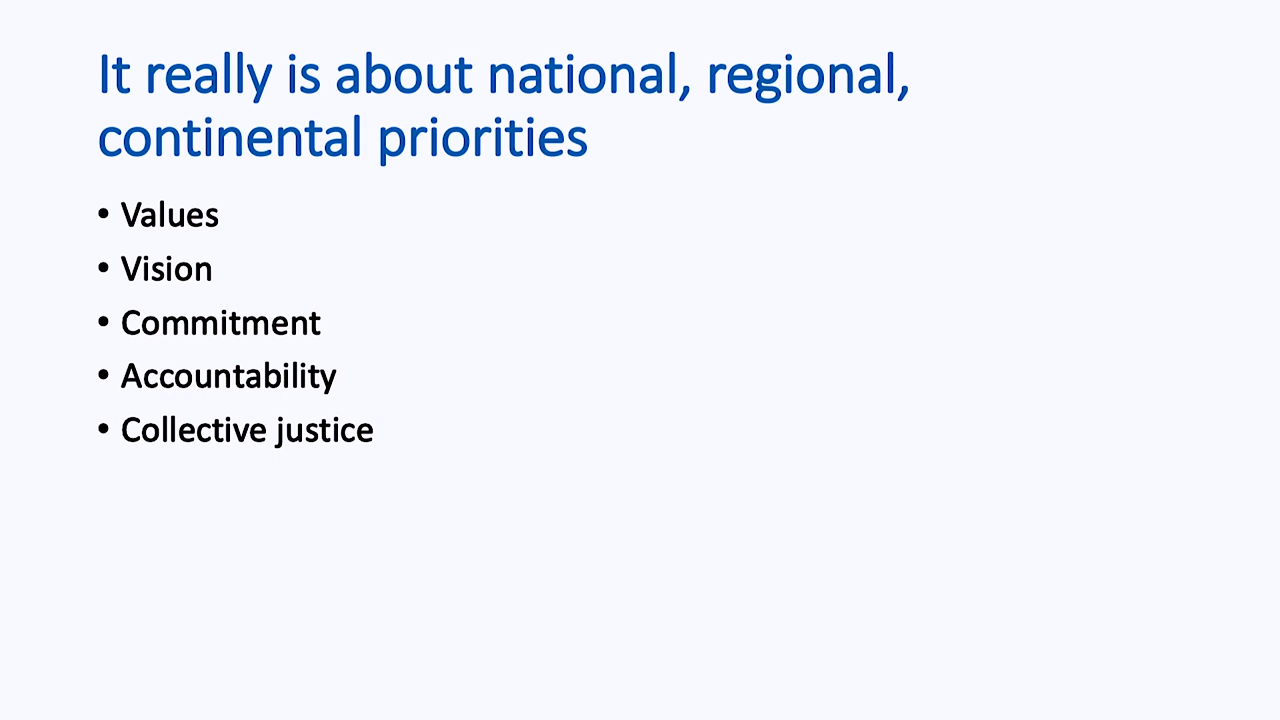 It really is about national, regional,
continental priorities
• Values
• Vision
• Commitment
• Accountability
• Collective justice